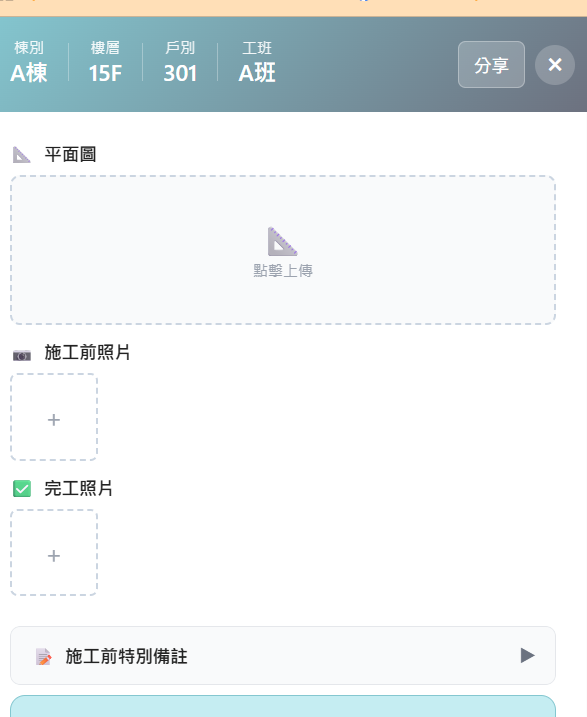 棟別 樓層 戶別 工班
A棟 15F 301 A班 分享 ×
平面圖
點擊上傳
施工前照片
+
完工照片
+
施工前特別備註